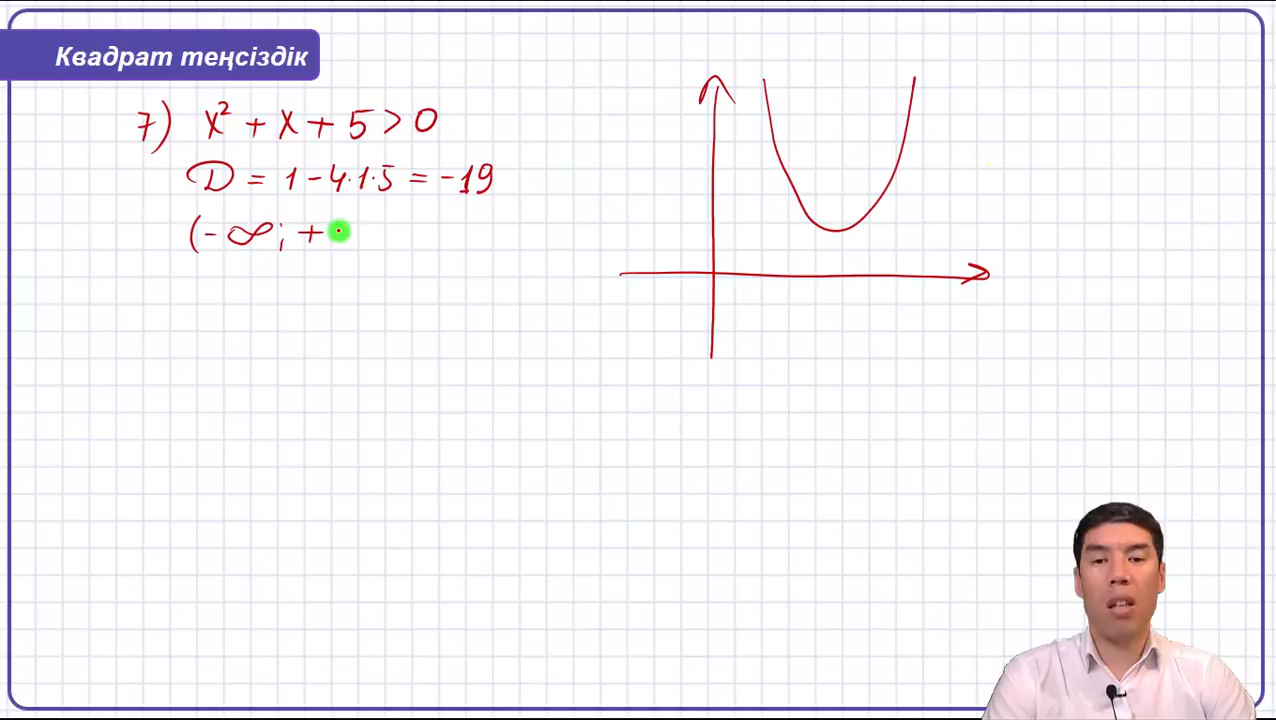 Квадрат теңсіздік
7) x² + x + 5 > 0
D = 1 - 4·1·5 = -19
(-∞; +